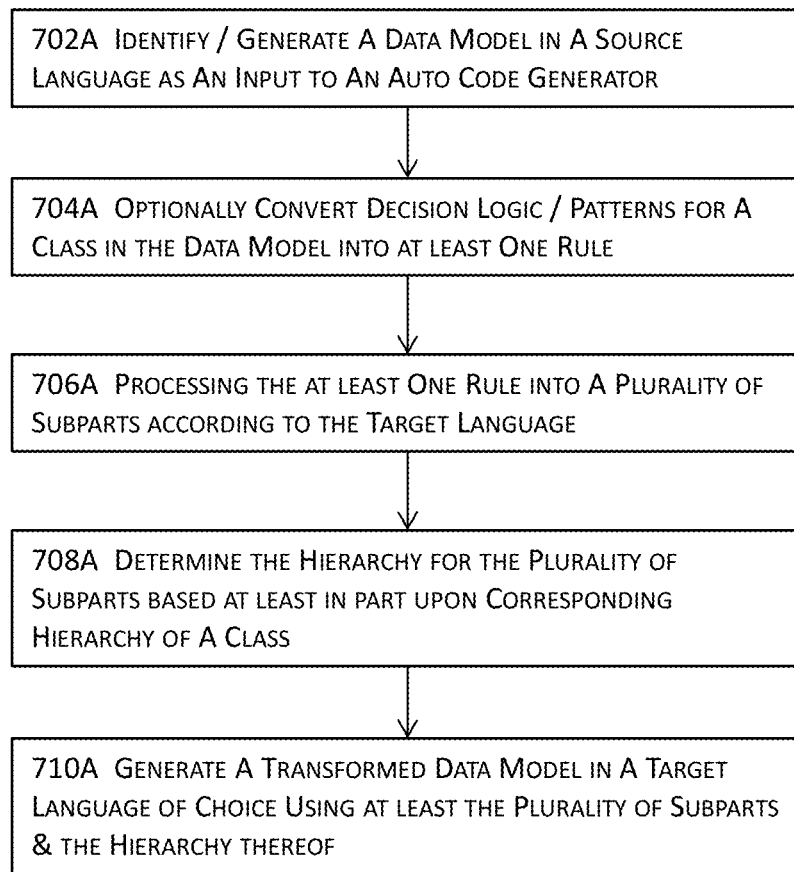 702A IDENTIFY / GENERATE A DATA MODEL IN A SOURCE
LANGUAGE AS AN INPUT TO AN AUTO CODE GENERATOR
704A OPTIONALLY CONVERT DECISION LOGIC / PATTERNS FOR A
CLASS IN THE DATA MODEL INTO AT LEAST ONE RULE
706A PROCESSING THE AT LEAST ONE RULE INTO A PLURALITY OF
SUBPARTS ACCORDING TO THE TARGET LANGUAGE
708A DETERMINE THE HIERARCHY FOR THE PLURALITY OF
SUBPARTS BASED AT LEAST IN PART UPON CORRESPONDING
HIERARCHY OF A CLASS
710A GENERATE A TRANSFORMED DATA MODEL IN A TARGET
LANGUAGE OF CHOICE USING AT LEAST THE PLURALITY OF SUBPARTS
& THE HIERARCHY THEREOF